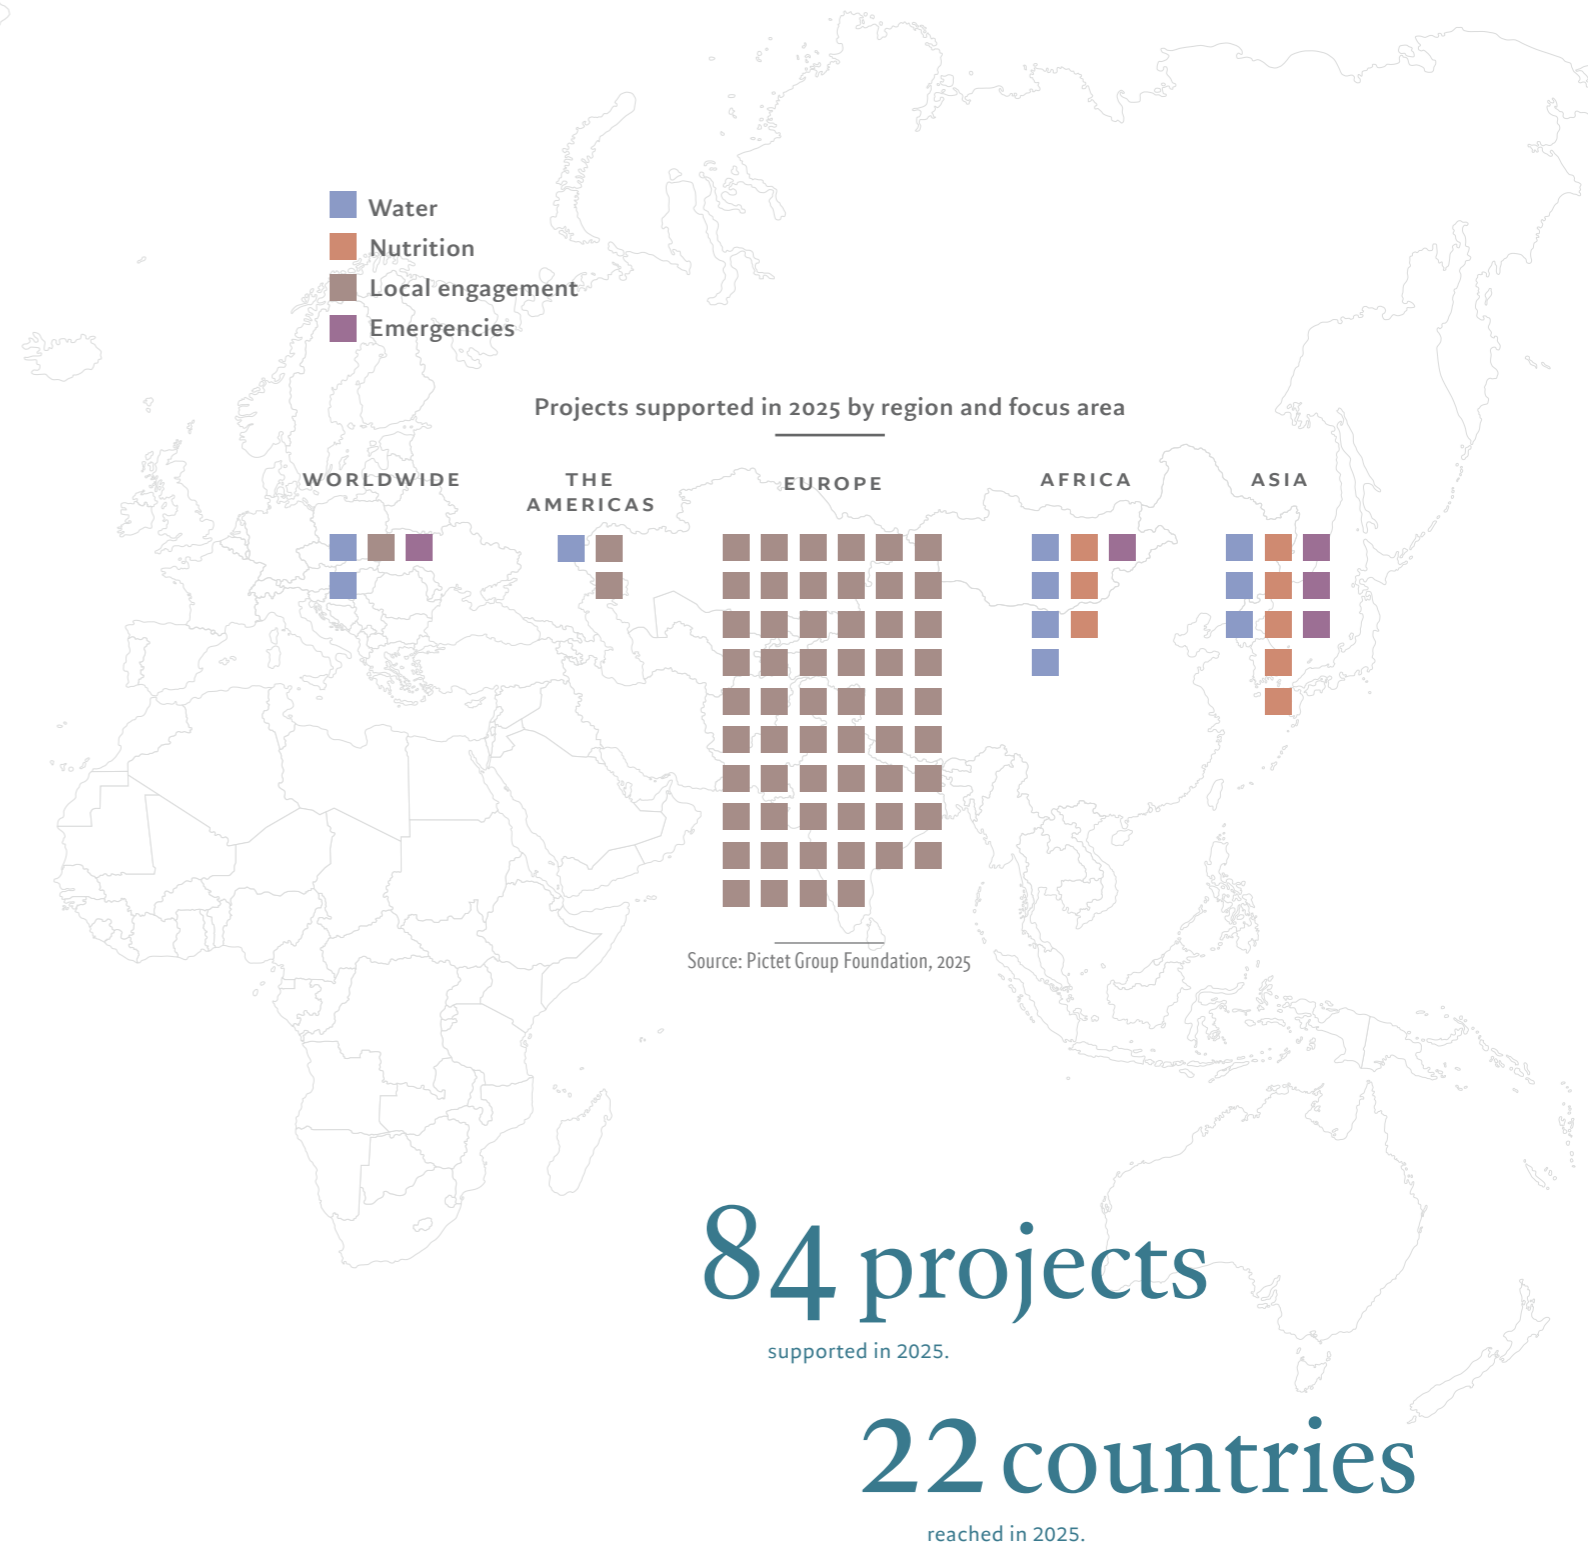 Water
Nutrition
Local engagement
Emergencies
Projects supported in 2025 by region and focus area
WORLDWIDE
THE
AMERICAS
EUROPE
AFRICA
ASIA
Source: Pictet Group Foundation, 2025
84 projects
supported in 2025.
22 countries
reached in 2025.